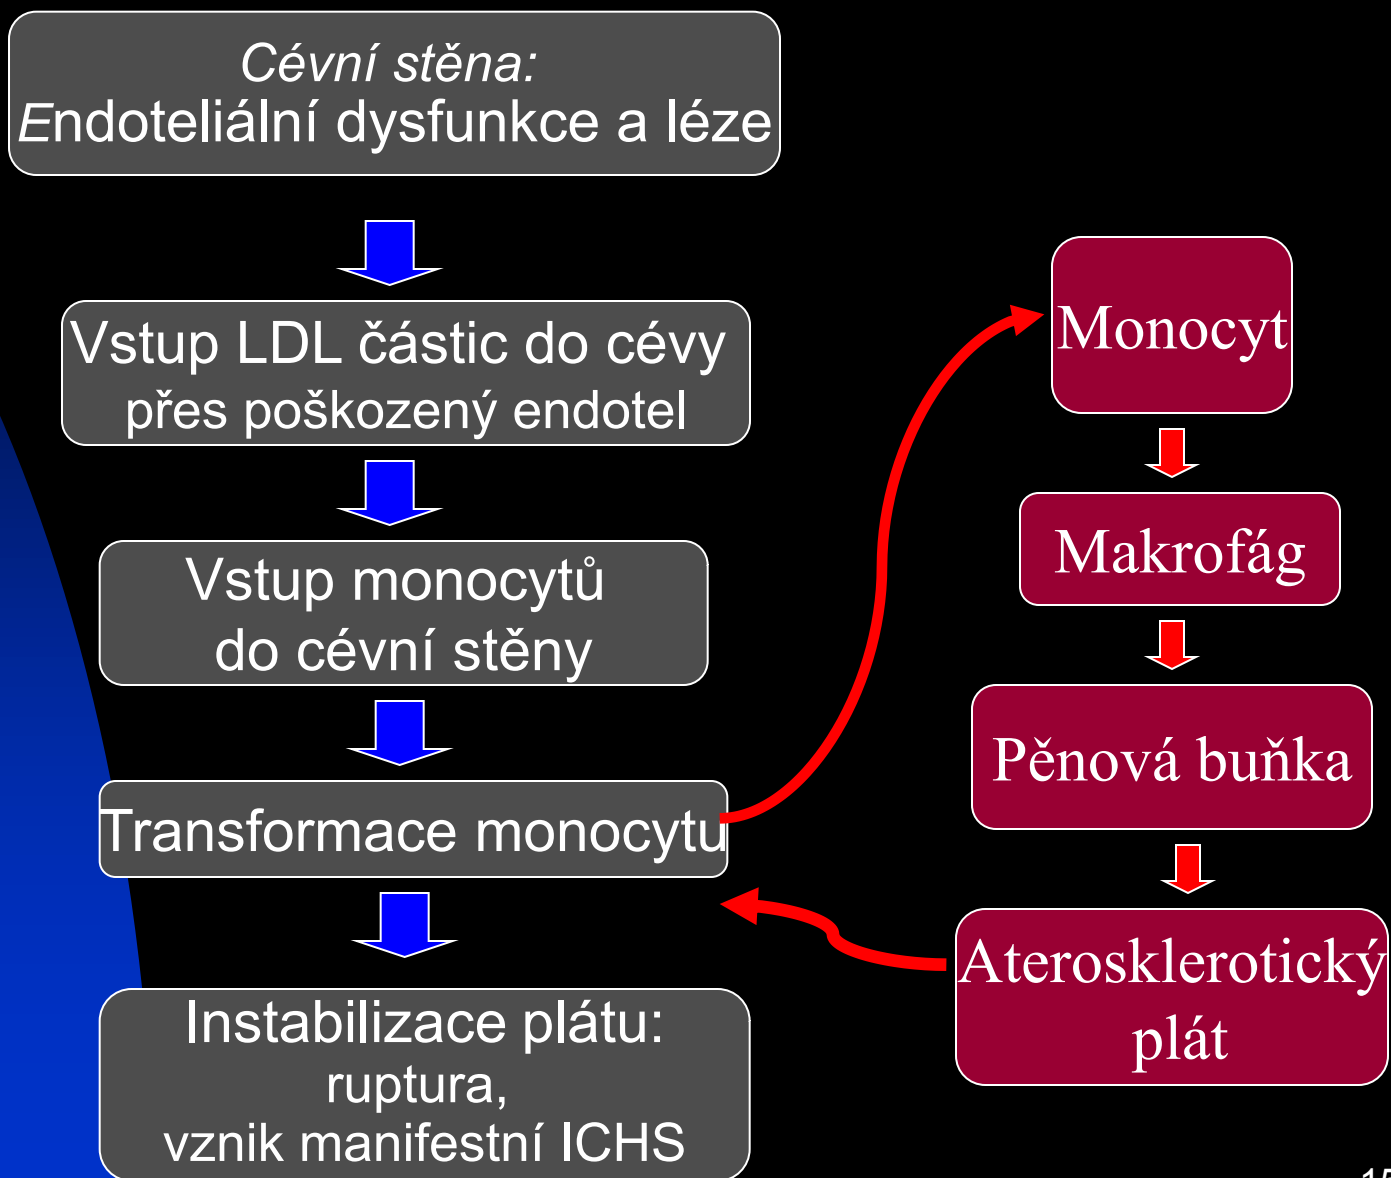 Cévní stěna:
Endoteliální dysfunkce a léze
Vstup LDL částic do cévy
přes poškozený endotel
Vstup monocytů
do cévní stěny
Transformace monocytu
Instabilizace plátu:
ruptura,
vznik manifestní ICHS
Monocyt
Makrofág
Pěnová buňka
Aterosklerotický
plát